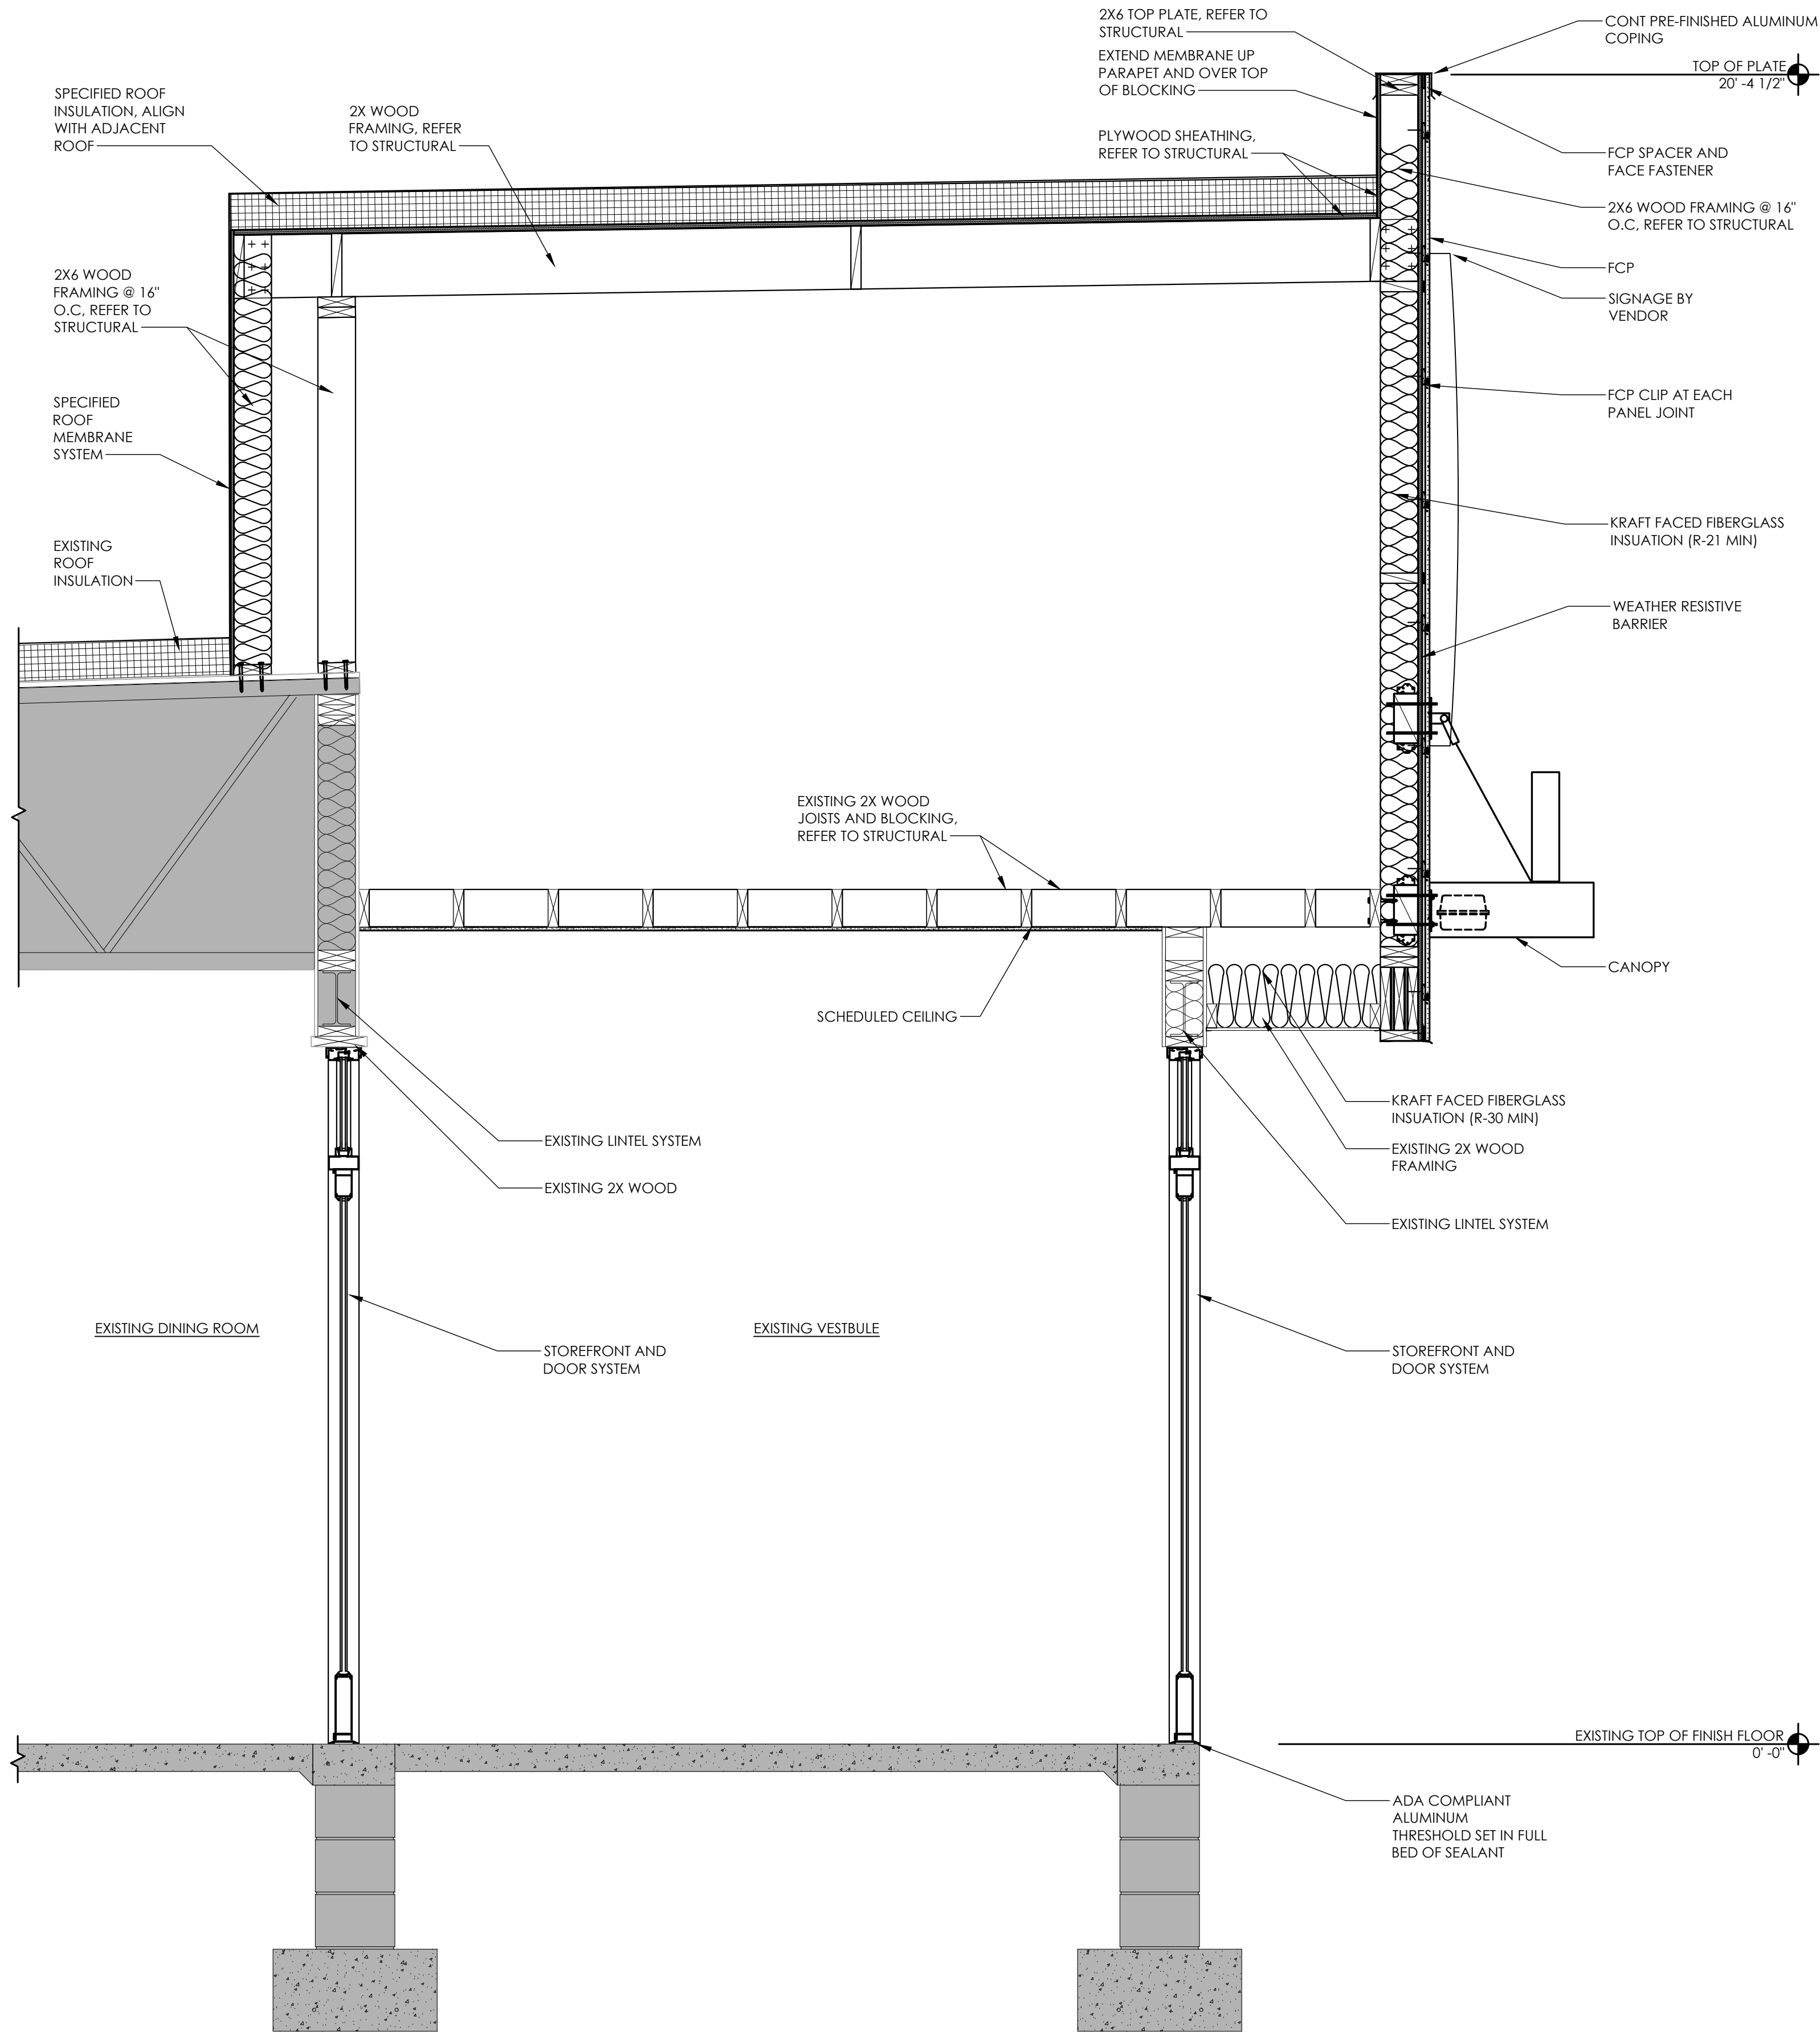 2X6 TOP PLATE, REFER TO
STRUCTURAL
EXTEND MEMBRANE UP
PARAPET AND OVER TOP
OF BLOCKING
PLYWOOD SHEATHING,
REFER TO STRUCTURAL
CONT PRE-FINISHED ALUMINUM
COPING
TOP OF PLATE
20' -4 1/2"
SPECIFIED ROOF
INSULATION, ALIGN
WITH ADJACENT
ROOF
2X WOOD
FRAMING, REFER
TO STRUCTURAL
FCP SPACER AND
FACE FASTENER
2X6 WOOD FRAMING @ 16"
O.C, REFER TO STRUCTURAL
FCP
SIGNAGE BY
VENDOR
2X6 WOOD
FRAMING @ 16"
O.C, REFER TO
STRUCTURAL
SPECIFIED
ROOF
MEMBRANE
SYSTEM
FCP CLIP AT EACH
PANEL JOINT
EXISTING
ROOF
INSULATION
KRAFT FACED FIBERGLASS
INSUATION (R-21 MIN)
WEATHER RESISTIVE
BARRIER
EXISTING 2X WOOD
JOISTS AND BLOCKING,
REFER TO STRUCTURAL
CANOPY
SCHEDULED CEILING
KRAFT FACED FIBERGLASS
INSUATION (R-30 MIN)
EXISTING LINTEL SYSTEM
EXISTING 2X WOOD
FRAMING
EXISTING 2X WOOD
EXISTING LINTEL SYSTEM
EXISTING DINING ROOM
EXISTING VESTBULE
STOREFRONT AND
DOOR SYSTEM
STOREFRONT AND
DOOR SYSTEM
EXISTING TOP OF FINISH FLOOR
0' -0"
ADA COMPLIANT
ALUMINUM
THRESHOLD SET IN FULL
BED OF SEALANT